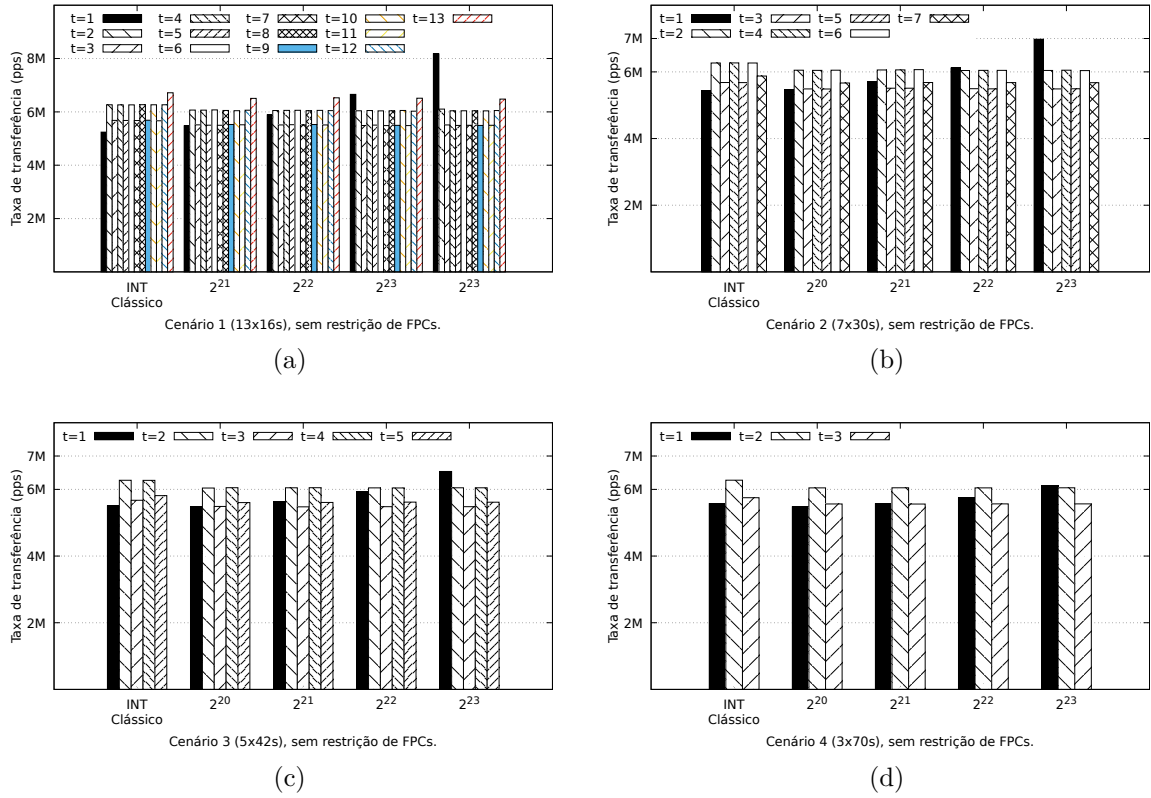 t=1 t=4 t=7 t=10 t=13
t=2 t=5 t=8 t=11
t=3 t=6 t=9 t=12
8M
6M
4M
2M
Taxa de transferência (pps)
INT Clássico 2^21 2^22 2^23 2^23
Cenário 1 (13x16s), sem restrição de FPCs.
(a)
t=1 t=3 t=5 t=7
t=2 t=4 t=6
7M
6M
4M
2M
Taxa de transferência (pps)
INT Clássico 2^20 2^21 2^22 2^23
Cenário 2 (7x30s), sem restrição de FPCs.
(b)
t=1 t=2 t=3 t=4 t=5
7M
6M
4M
2M
Taxa de transferência (pps)
INT Clássico 2^20 2^21 2^22 2^23
Cenário 3 (5x42s), sem restrição de FPCs.
(c)
t=1 t=2 t=3
7M
6M
4M
2M
Taxa de transferência (pps)
INT Clássico 2^20 2^21 2^22 2^23
Cenário 4 (3x70s), sem restrição de FPCs.
(d)